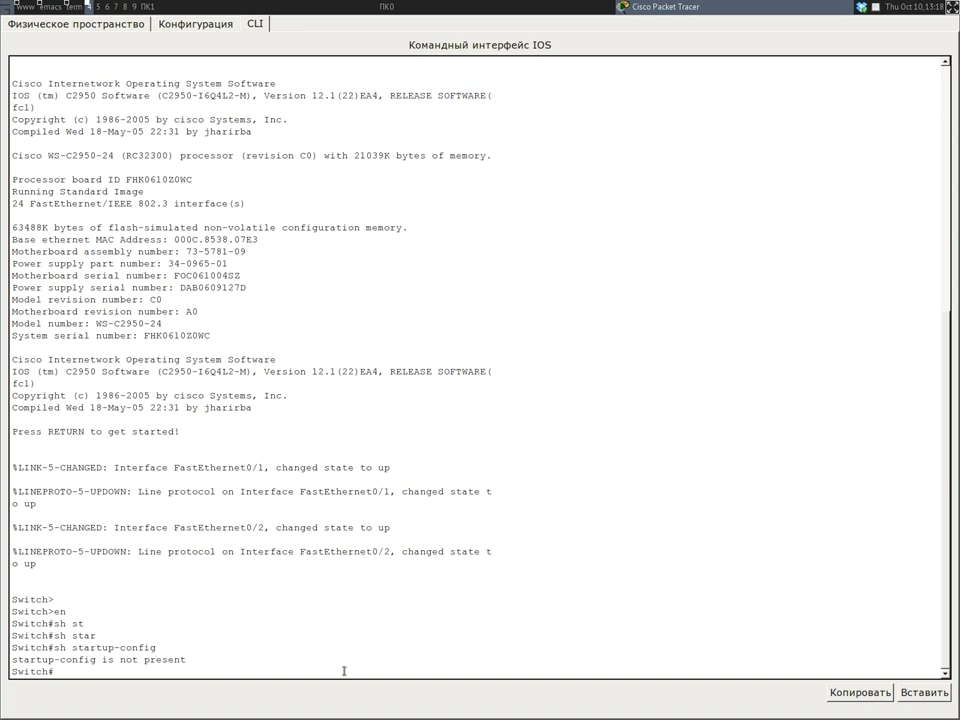 www emacs term 4 5 6 7 8 9 ПК1 ПК0 Cisco Packet Tracer Thu Oct 10, 13:18
Физическое пространство Конфигурация CLI
Командный интерфейс IOS
Cisco Internetwork Operating System Software
IOS (tm) C2950 Software (C2950-I6Q4L2-M), Version 12.1(22)EA4, RELEASE SOFTWARE(
fc1)
Copyright (c) 1986-2005 by cisco Systems, Inc.
Compiled Wed 18-May-05 22:31 by jharirba
Cisco WS-C2950-24 (RC32300) processor (revision C0) with 21039K bytes of memory.
Processor board ID FHK0610Z0WC
Running Standard Image
24 FastEthernet/IEEE 802.3 interface(s)
63488K bytes of flash-simulated non-volatile configuration memory.
Base ethernet MAC Address: 000C.8538.07E3
Motherboard assembly number: 73-5781-09
Power supply part number: 34-0965-01
Motherboard serial number: FOC061004SZ
Power supply serial number: DAB0609127D
Model revision number: C0
Motherboard revision number: A0
Model number: WS-C2950-24
System serial number: FHK0610Z0WC
Cisco Internetwork Operating System Software
IOS (tm) C2950 Software (C2950-I6Q4L2-M), Version 12.1(22)EA4, RELEASE SOFTWARE(
fc1)
Copyright (c) 1986-2005 by cisco Systems, Inc.
Compiled Wed 18-May-05 22:31 by jharirba
Press RETURN to get started!
%LINK-5-CHANGED: Interface FastEthernet0/1, changed state to up
%LINEPROTO-5-UPDOWN: Line protocol on Interface FastEthernet0/1, changed state t
o up
%LINK-5-CHANGED: Interface FastEthernet0/2, changed state to up
%LINEPROTO-5-UPDOWN: Line protocol on Interface FastEthernet0/2, changed state t
o up
Switch>
Switch>en
Switch#sh st
Switch#sh star
Switch#sh startup-config
startup-config is not present
Switch#
Копировать Вставить